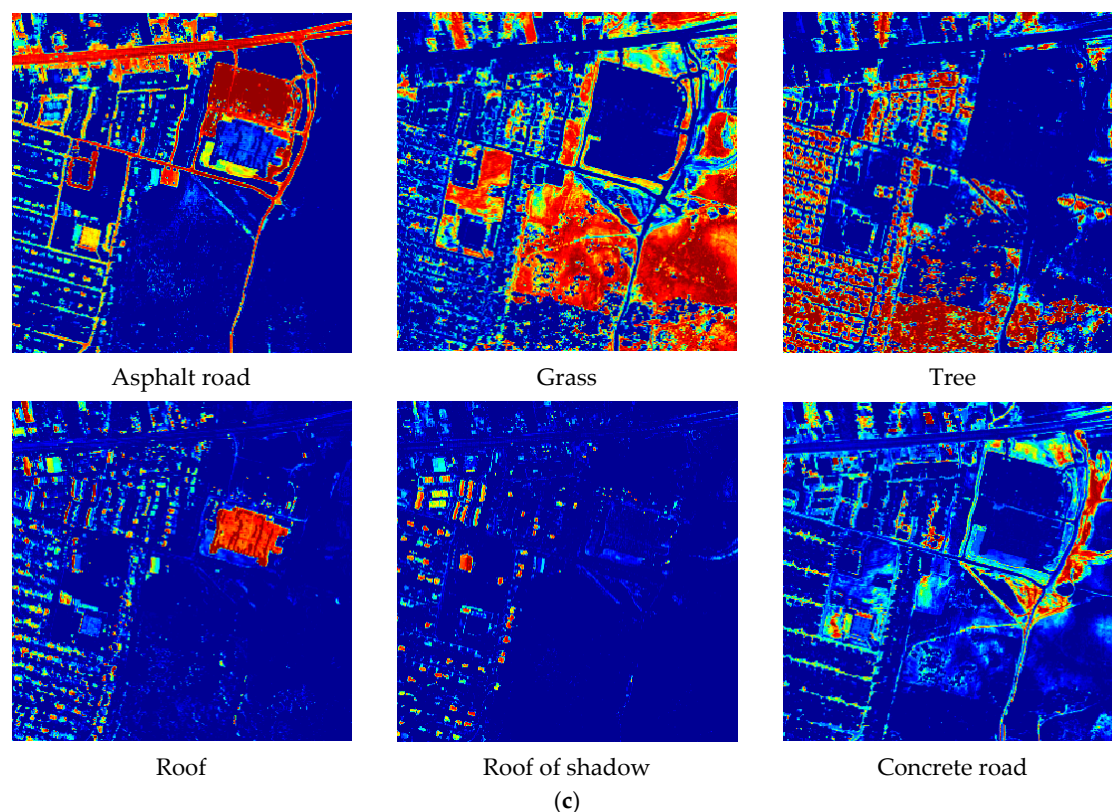 Asphalt road
Grass
Tree
Roof
Roof of shadow
Concrete road
(c)